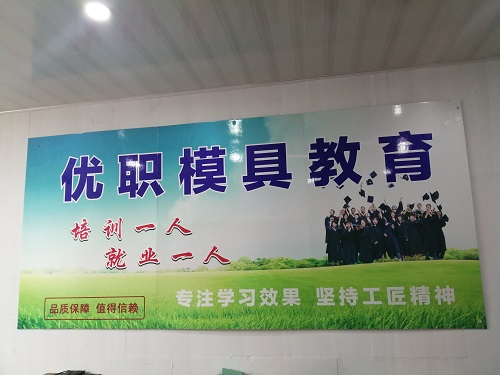 优职模具教育
培训一人
就业一人
专注学习效果 坚持工匠精神
品质保障 值得信赖